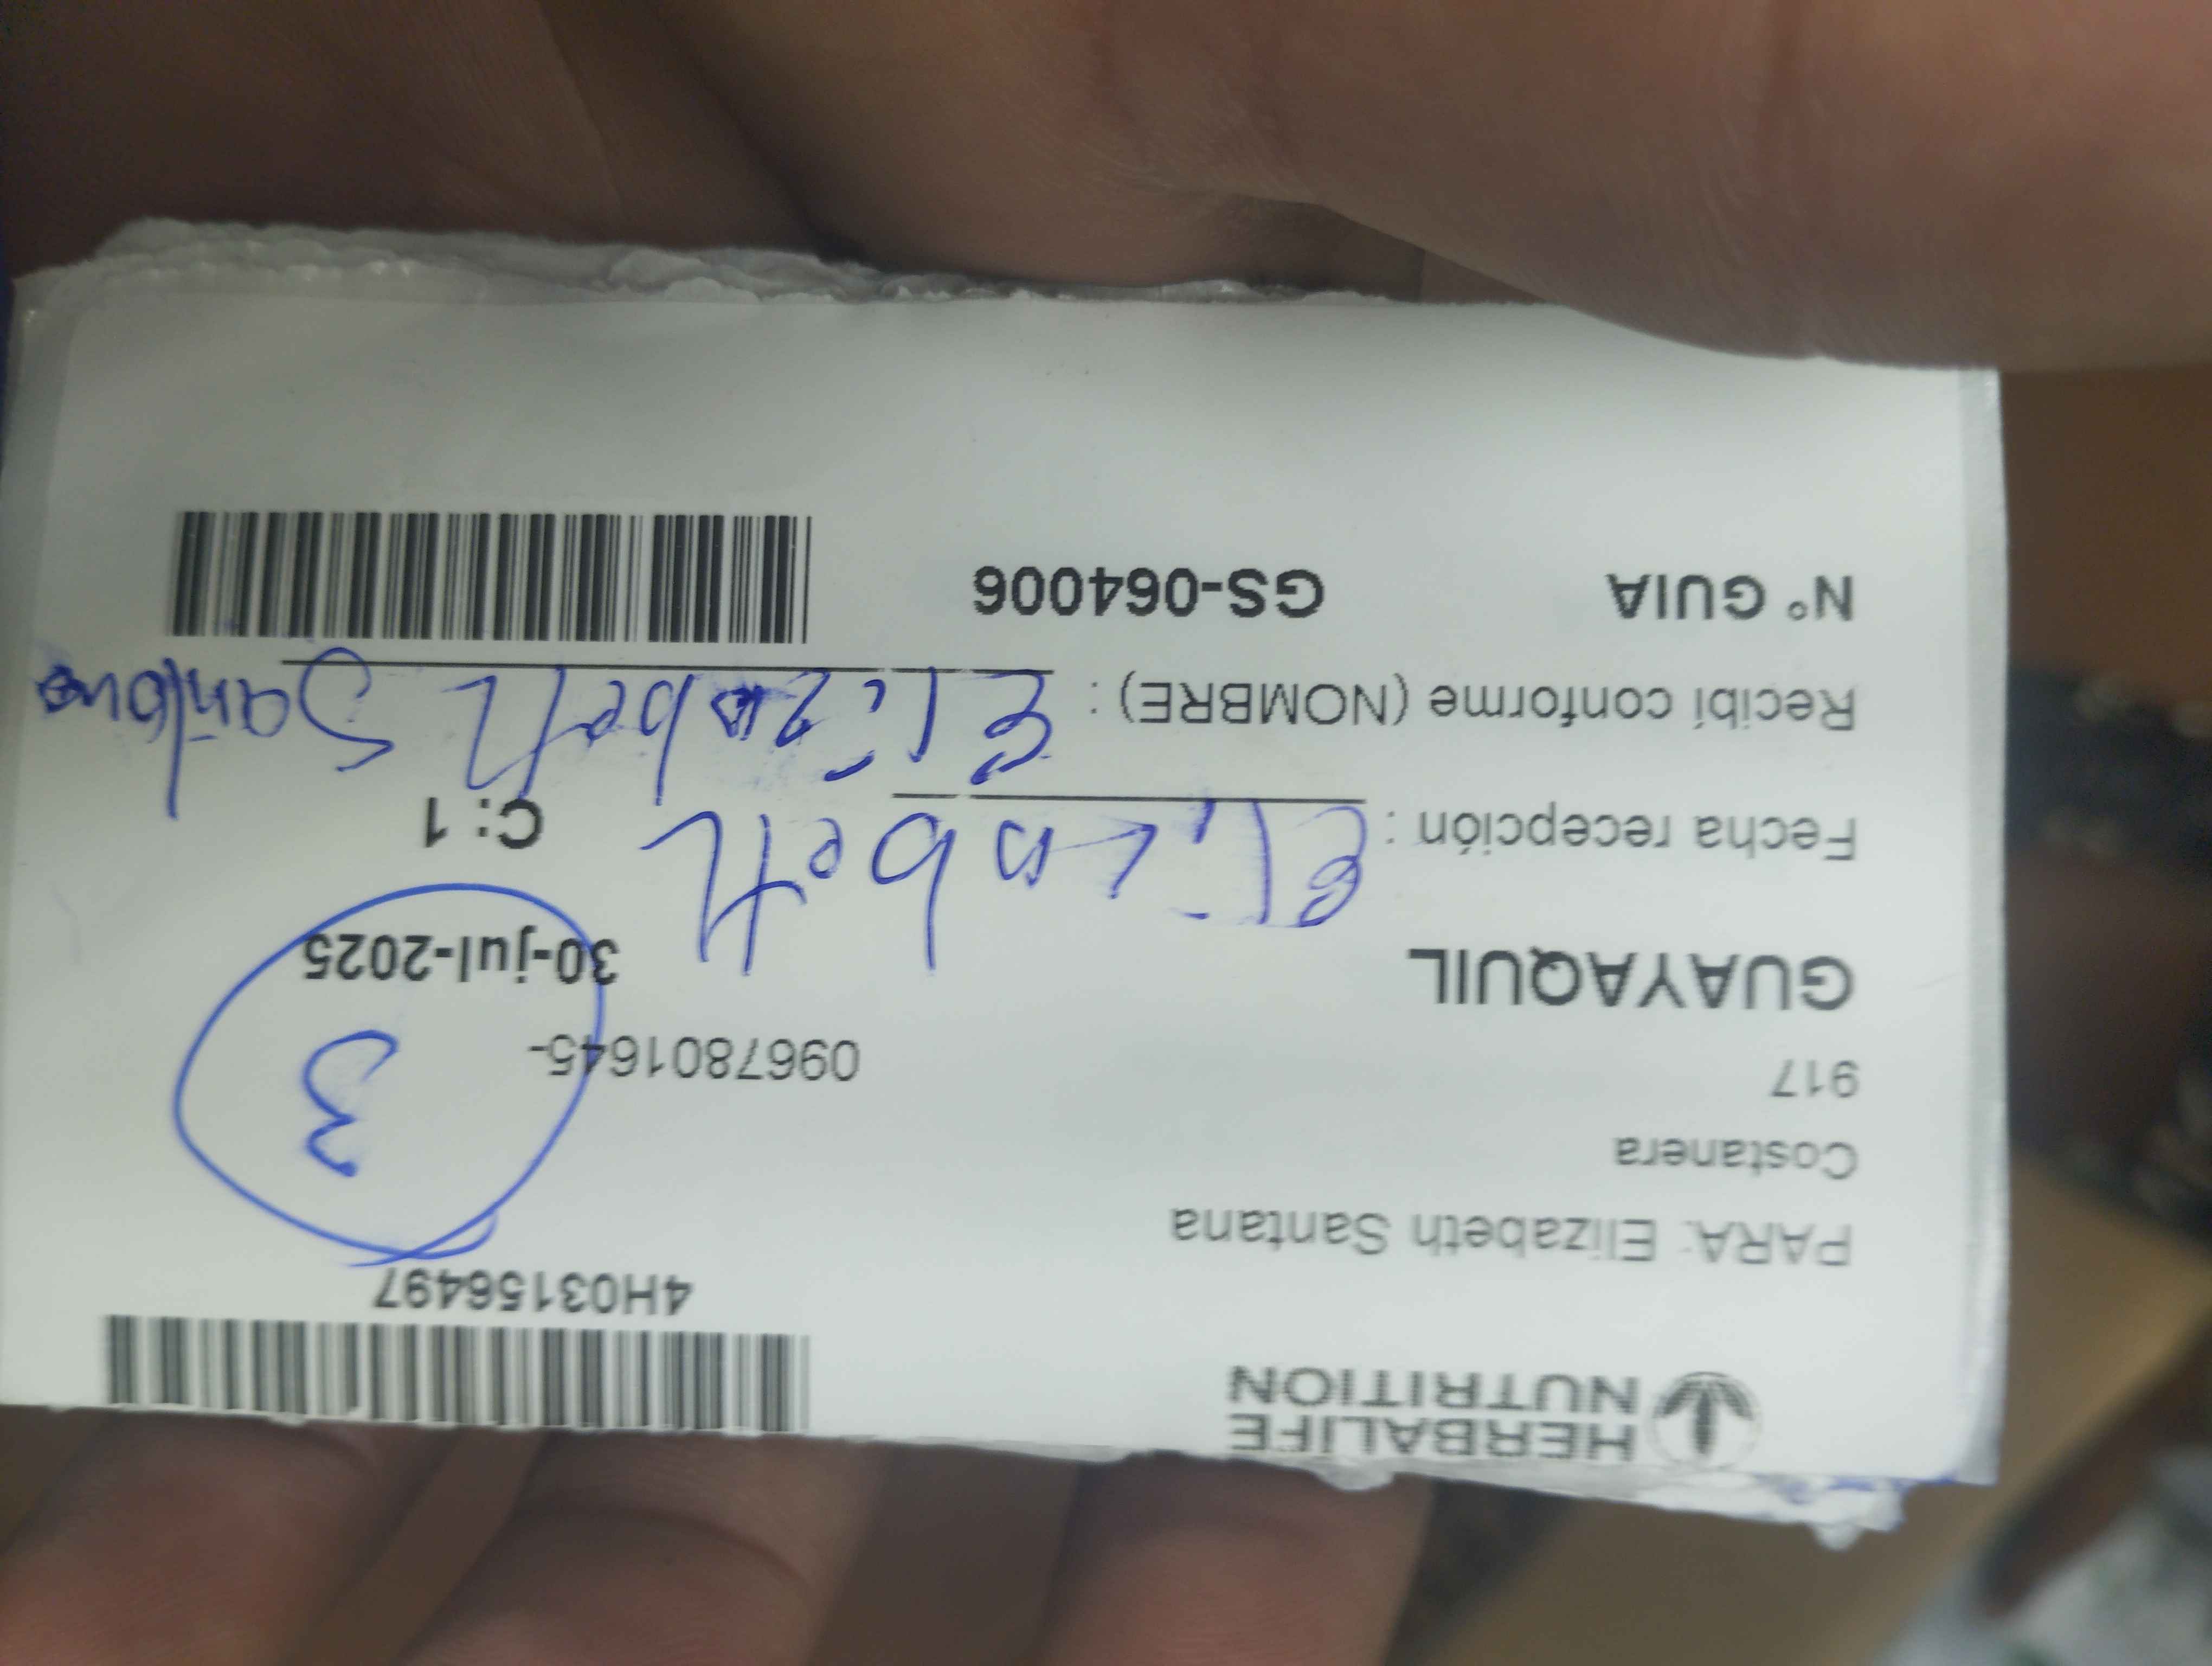 HERBALIFE
NUTRITION
4H03156497
PARA: Elizabeth Santana
Costanera
917
0967801645-
3
GUAYAQUIL
30-jul-2025
Fecha recepción :
Elizabeth
C: 1
Recibí conforme (NOMBRE) :
Elizabeth Santana
N° GUIA
GS-064006